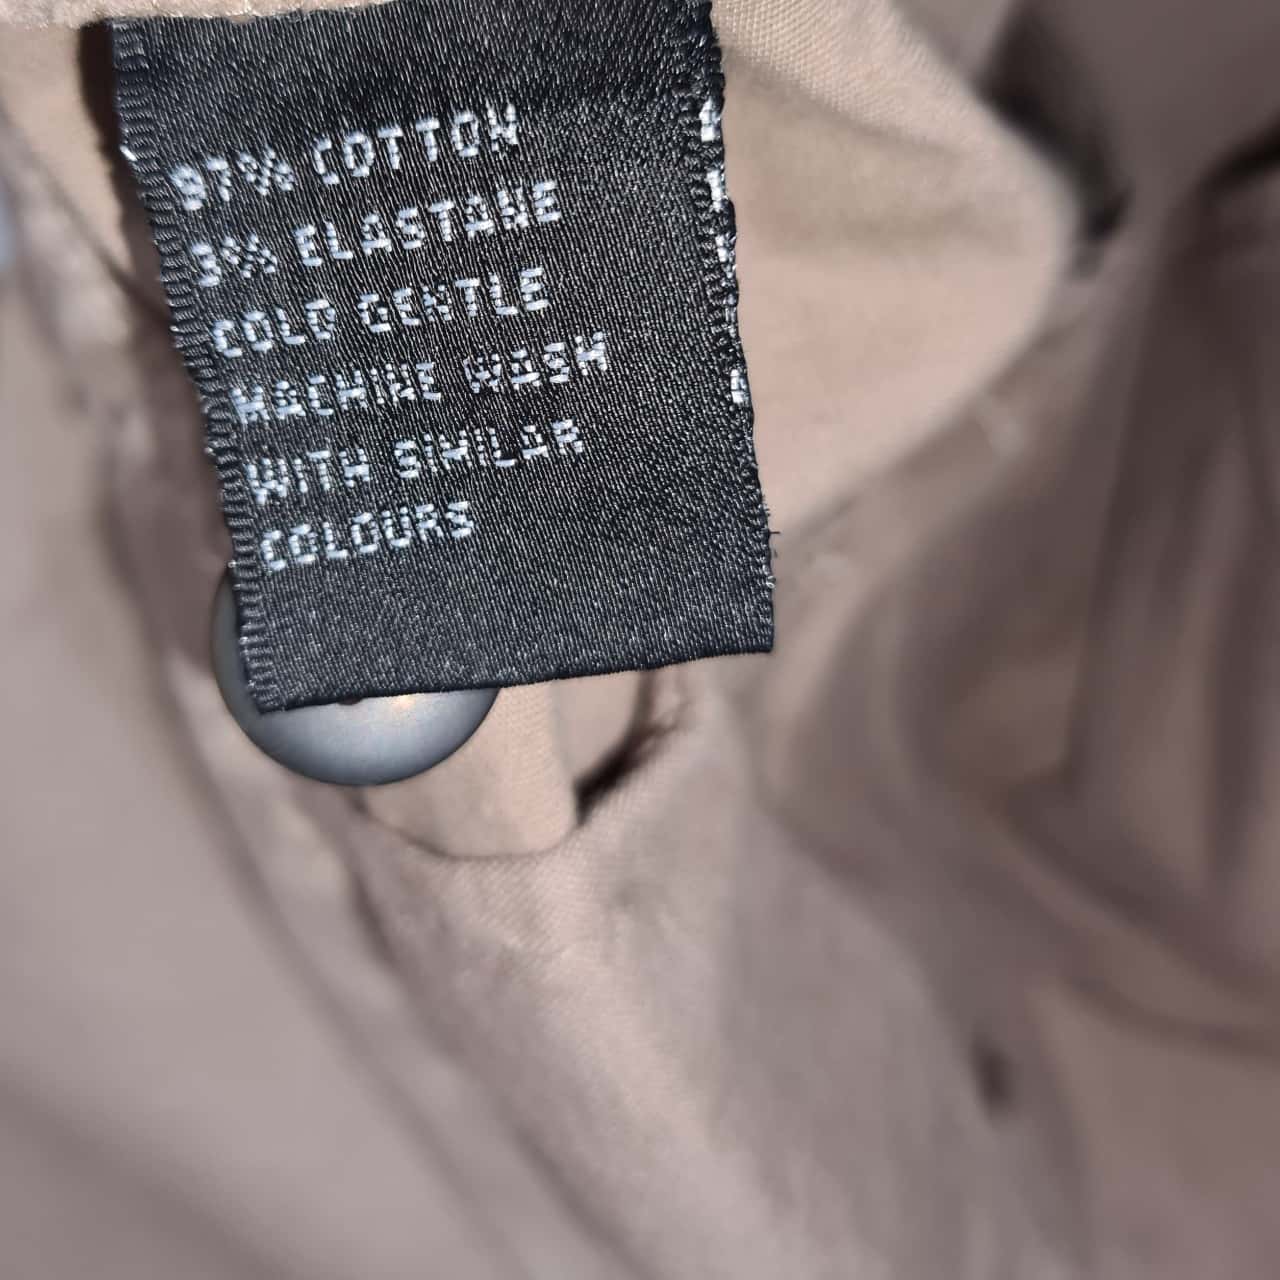 97% COTTON
3% ELASTANE
COLD GENTLE
MACHINE WASH
WITH SIMILAR
COLOURS